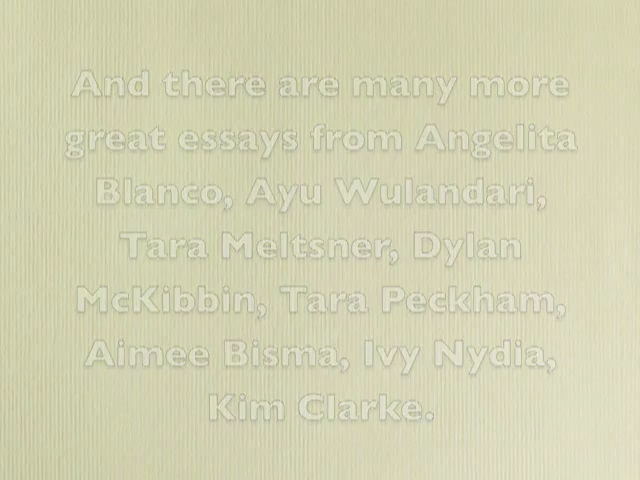 And there are many more
great essays from Angelita
Blanco, Ayu Wulandari,
Tara Meltsner, Dylan
McKibbin, Tara Peckham,
Aimee Bisma, Ivy Nydia,
Kim Clarke.